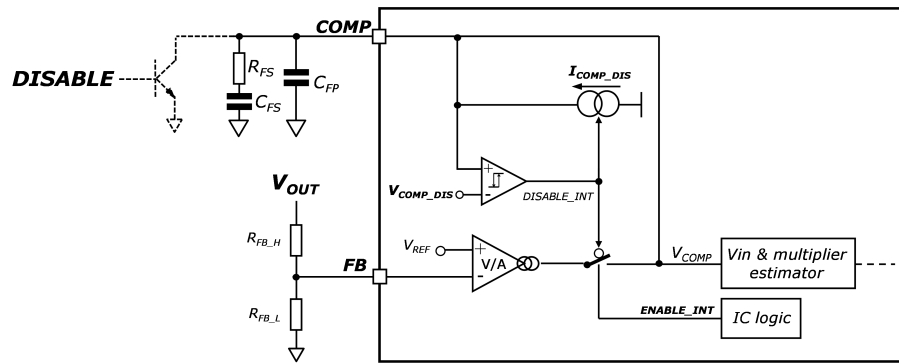 COMP
DISABLE
R_FS
C_FS
C_FP
I_COMP_DIS
+
-
V_COMP_DIS
DISABLE_INT
V_OUT
R_FB_H
FB
R_FB_L
V_REF
+
V/A
-
V_COMP
Vin & multiplier
estimator
ENABLE_INT
IC logic